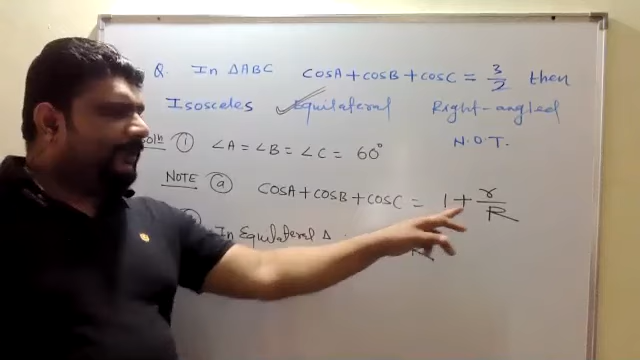 Q. In ΔABC cosA + cosB + cosC = 3/2 then
Isosceles Equilateral Right-angled
N.O.T.
Solⁿ ① ∠A = ∠B = ∠C = 60°
NOTE ⓐ cosA + cosB + cosC = 1 + r/R
In Equilateral Δ